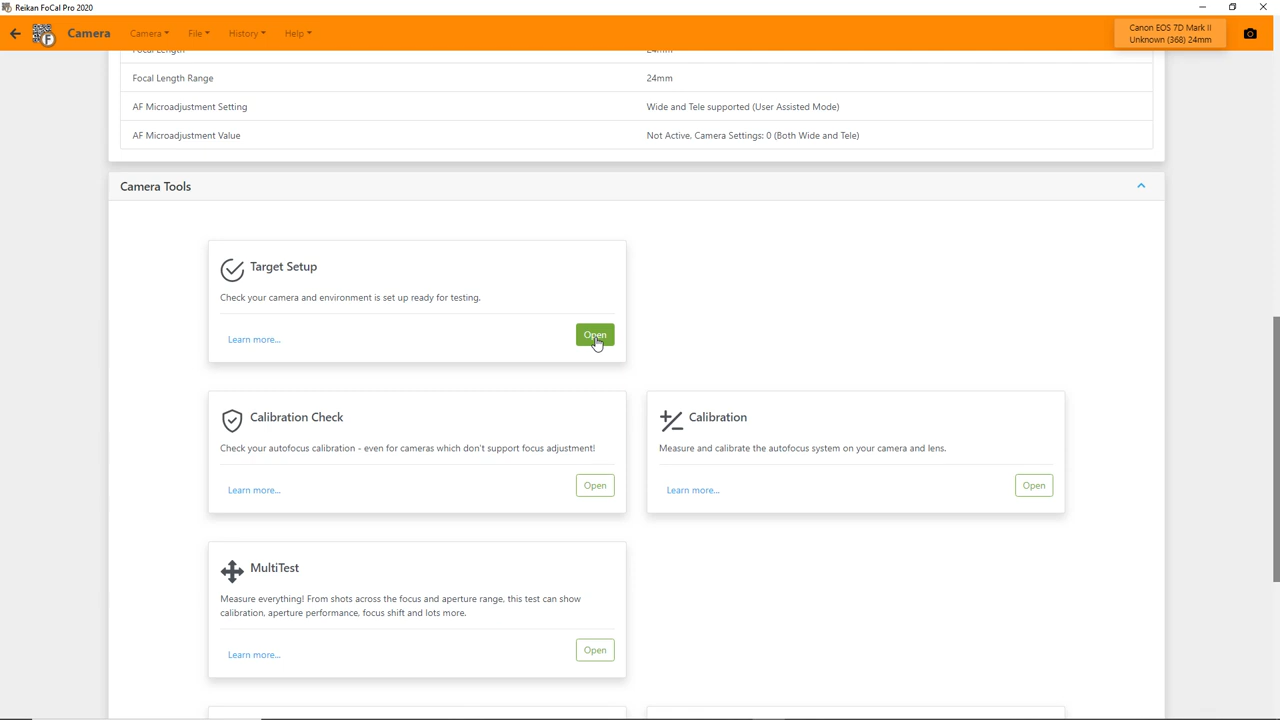 Reikan FoCal Pro 2020
Camera
Camera
File
History
Help
Canon EOS 7D Mark II
Unknown (368) 24mm
Focal Length 24mm
Focal Length Range 24mm
AF Microadjustment Setting Wide and Tele supported (User Assisted Mode)
AF Microadjustment Value Not Active. Camera Settings: 0 (Both Wide and Tele)
Camera Tools
Target Setup
Check your camera and environment is set up ready for testing.
Learn more...
Open
Calibration Check
Check your autofocus calibration - even for cameras which don't support focus adjustment!
Learn more...
Open
Calibration
Measure and calibrate the autofocus system on your camera and lens.
Learn more...
Open
MultiTest
Measure everything! From shots across the focus and aperture range, this test can show
calibration, aperture performance, focus shift and lots more.
Learn more...
Open